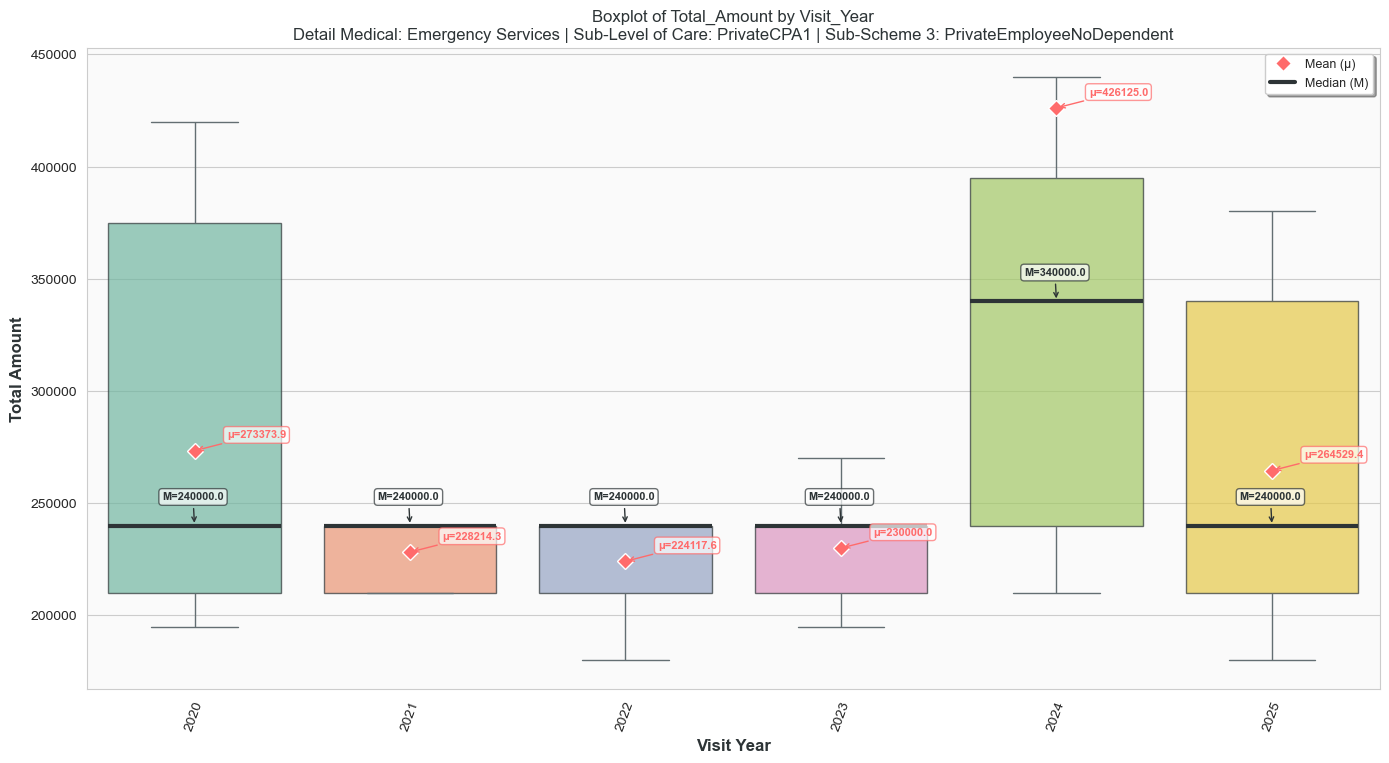 Boxplot of Total_Amount by Visit_Year
Detail Medical: Emergency Services | Sub-Level of Care: PrivateCPA1 | Sub-Scheme 3: PrivateEmployeeNoDependent
Mean (μ)
Median (M)
Total Amount
450000
400000
350000
300000
250000
200000
μ=273373.9
M=240000.0
M=240000.0
μ=228214.3
M=240000.0
μ=224117.6
M=240000.0
μ=230000.0
μ=426125.0
M=340000.0
μ=264529.4
M=240000.0
2020
2021
2022
2023
2024
2025
Visit Year